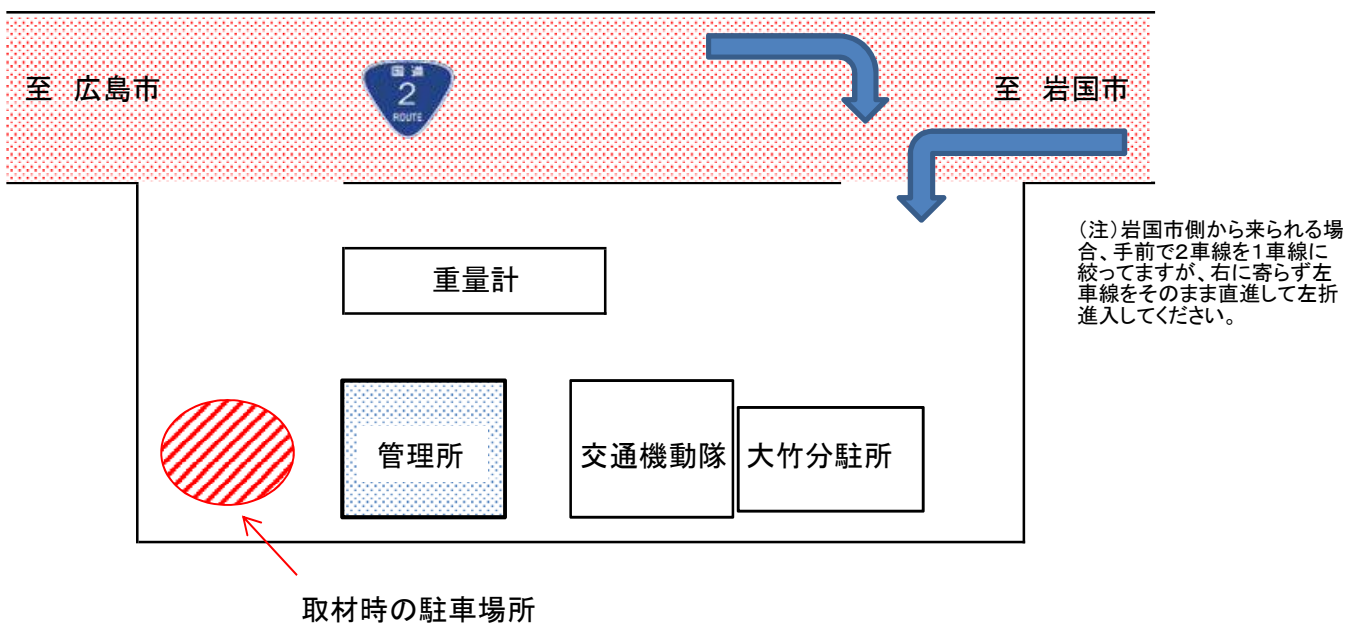 至 広島市
国道
2
ROUTE
至 岩国市
(注)岩国市側から来られる場
合、手前で2車線を1車線に
絞ってますが、右に寄らず左
車線をそのまま直進して左折
進入してください。
重量計
管理所
交通機動隊
大竹分駐所
取材時の駐車場所